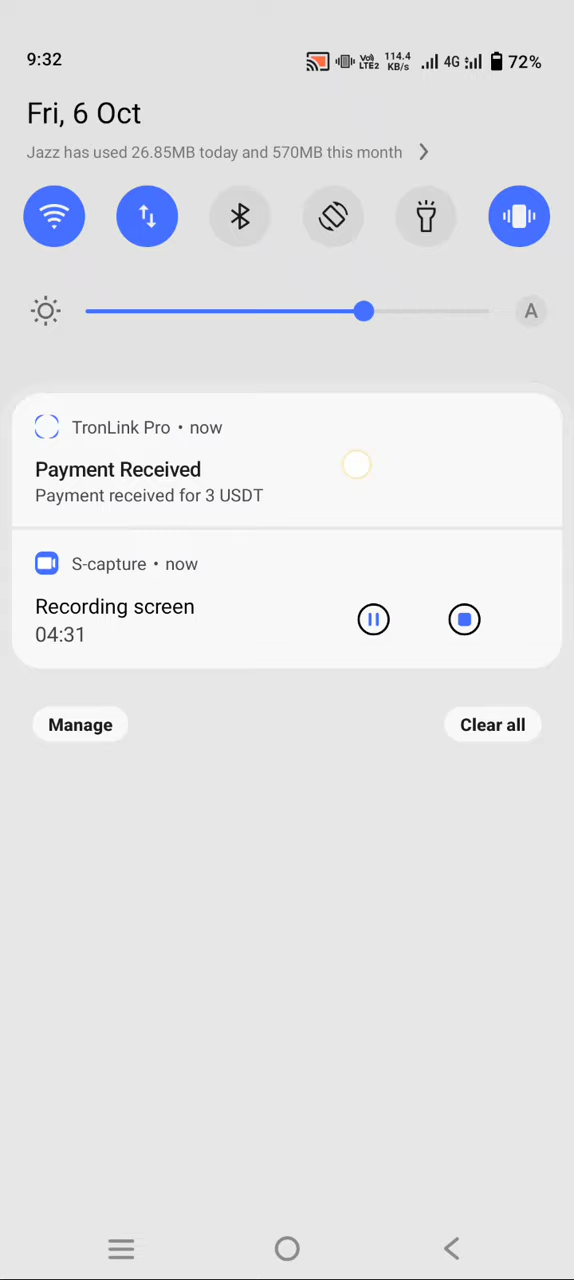 9:32
Vo) LTE2
114.4 KB/s
4G
72%
Fri, 6 Oct
Jazz has used 26.85MB today and 570MB this month
A
TronLink Pro • now
Payment Received
Payment received for 3 USDT
S-capture • now
Recording screen
04:31
Manage
Clear all